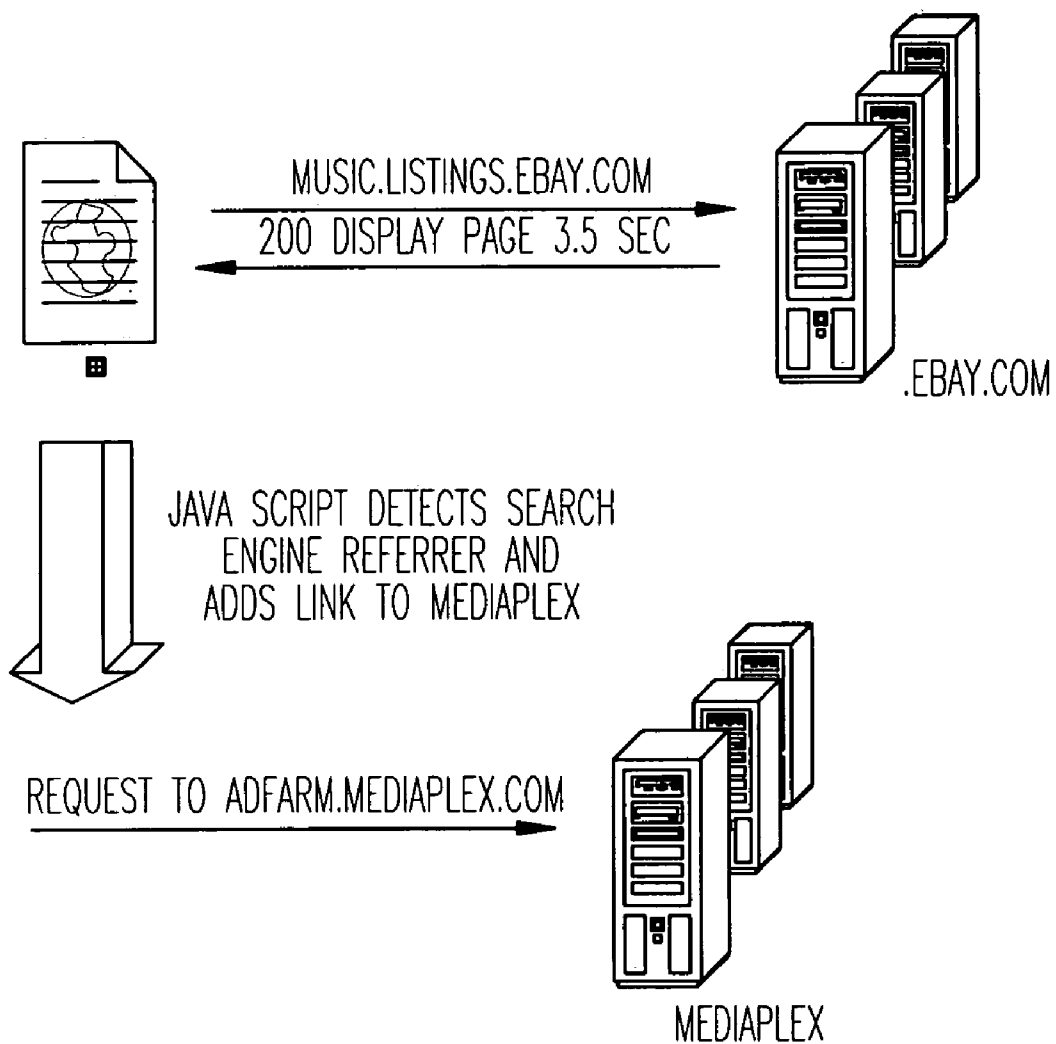 MUSIC.LISTINGS.EBAY.COM
200 DISPLAY PAGE 3.5 SEC
.EBAY.COM
JAVA SCRIPT DETECTS SEARCH
ENGINE REFERRER AND
ADDS LINK TO MEDIAPLEX
REQUEST TO ADFARM.MEDIAPLEX.COM
MEDIAPLEX